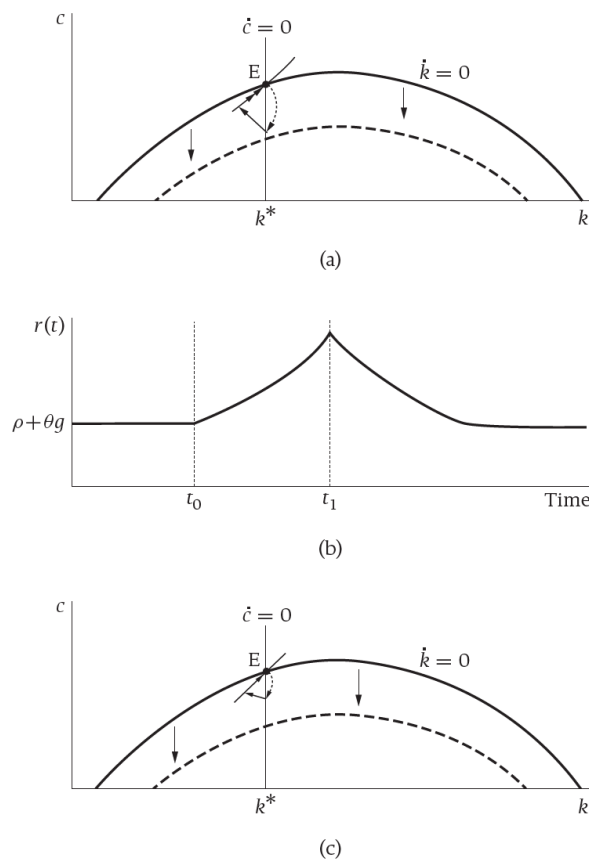 c
ċ = 0
E
k̇ = 0
k*
k
(a)
r(t)
ρ + θg
t₀
t₁
Time
(b)
c
ċ = 0
E
k̇ = 0
k*
k
(c)